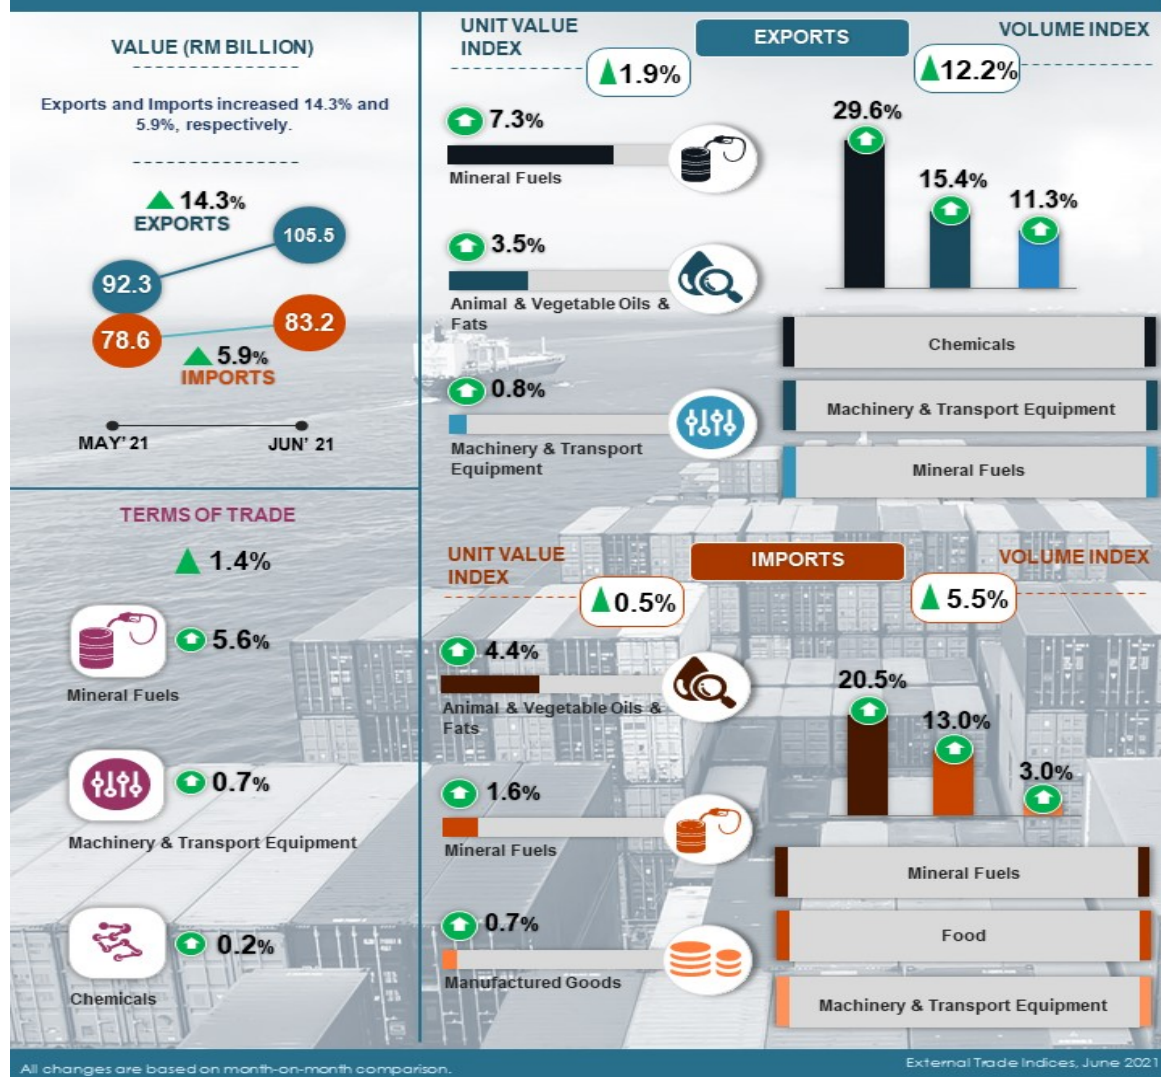 VALUE (RM BILLION)
Exports and Imports increased 14.3% and
5.9%, respectively.
14.3%
EXPORTS
105.5
92.3
83.2
78.6
5.9%
IMPORTS
MAY' 21
JUN' 21
TERMS OF TRADE
1.4%
5.6%
Mineral Fuels
0.7%
Machinery & Transport Equipment
0.2%
Chemicals
UNIT VALUE
INDEX
EXPORTS
VOLUME INDEX
1.9%
12.2%
7.3%
Mineral Fuels
3.5%
Animal & Vegetable Oils &
Fats
0.8%
Machinery & Transport
Equipment
29.6%
15.4%
11.3%
Chemicals
Machinery & Transport Equipment
Mineral Fuels
UNIT VALUE
INDEX
IMPORTS
VOLUME INDEX
0.5%
5.5%
4.4%
Animal & Vegetable Oils &
Fats
1.6%
Mineral Fuels
0.7%
Manufactured Goods
20.5%
13.0%
3.0%
Mineral Fuels
Food
Machinery & Transport Equipment
All changes are based on month-on-month comparison.
External Trade Indices, June 2021